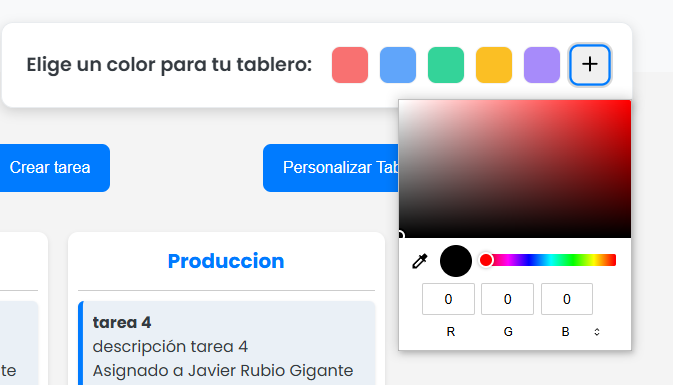 Elige un color para tu tablero:
+
Crear tarea
Personalizar Tab
0 0 0
R G B
Produccion
tarea 4
descripción tarea 4
te
Asignado a Javier Rubio Gigante